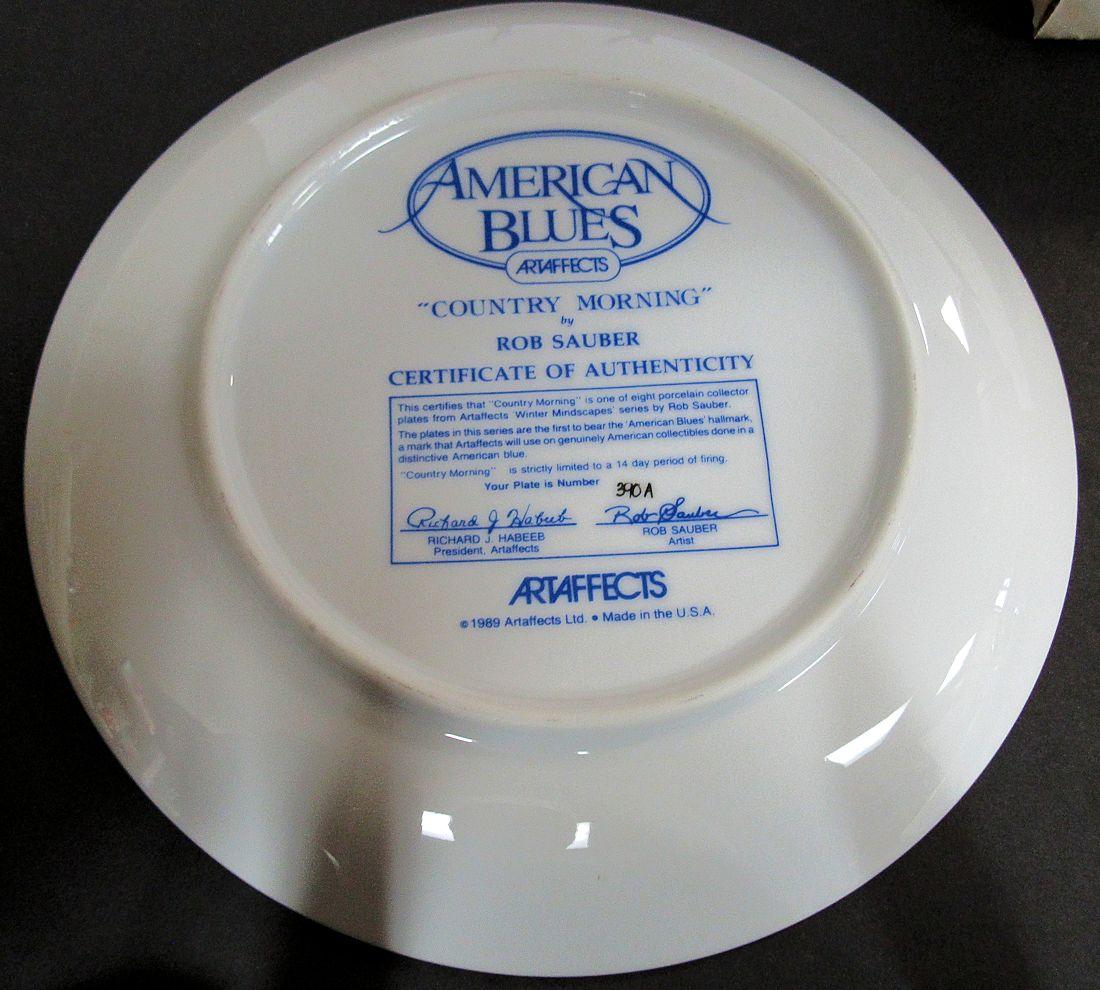 AMERICAN
BLUES
ARTAFFECTS
"COUNTRY MORNING"
by
ROB SAUBER
CERTIFICATE OF AUTHENTICITY
This certifies that "Country Morning" is one of eight porcelain collector
plates from Artaffects 'Winter Mindscapes' series by Rob Sauber.
The plates in this series are the first to bear the 'American Blues' hallmark,
a mark that Artaffects will use on genuinely American collectibles done in a
distinctive American blue.
"Country Morning" is strictly limited to a 14 day period of firing.
Your Plate is Number 390A
Richard J Habeeb Rob Sauber
RICHARD J. HABEEB ROB SAUBER
President, Artaffects Artist
ARTAFFECTS
© 1989 Artaffects Ltd. • Made in the U.S.A.